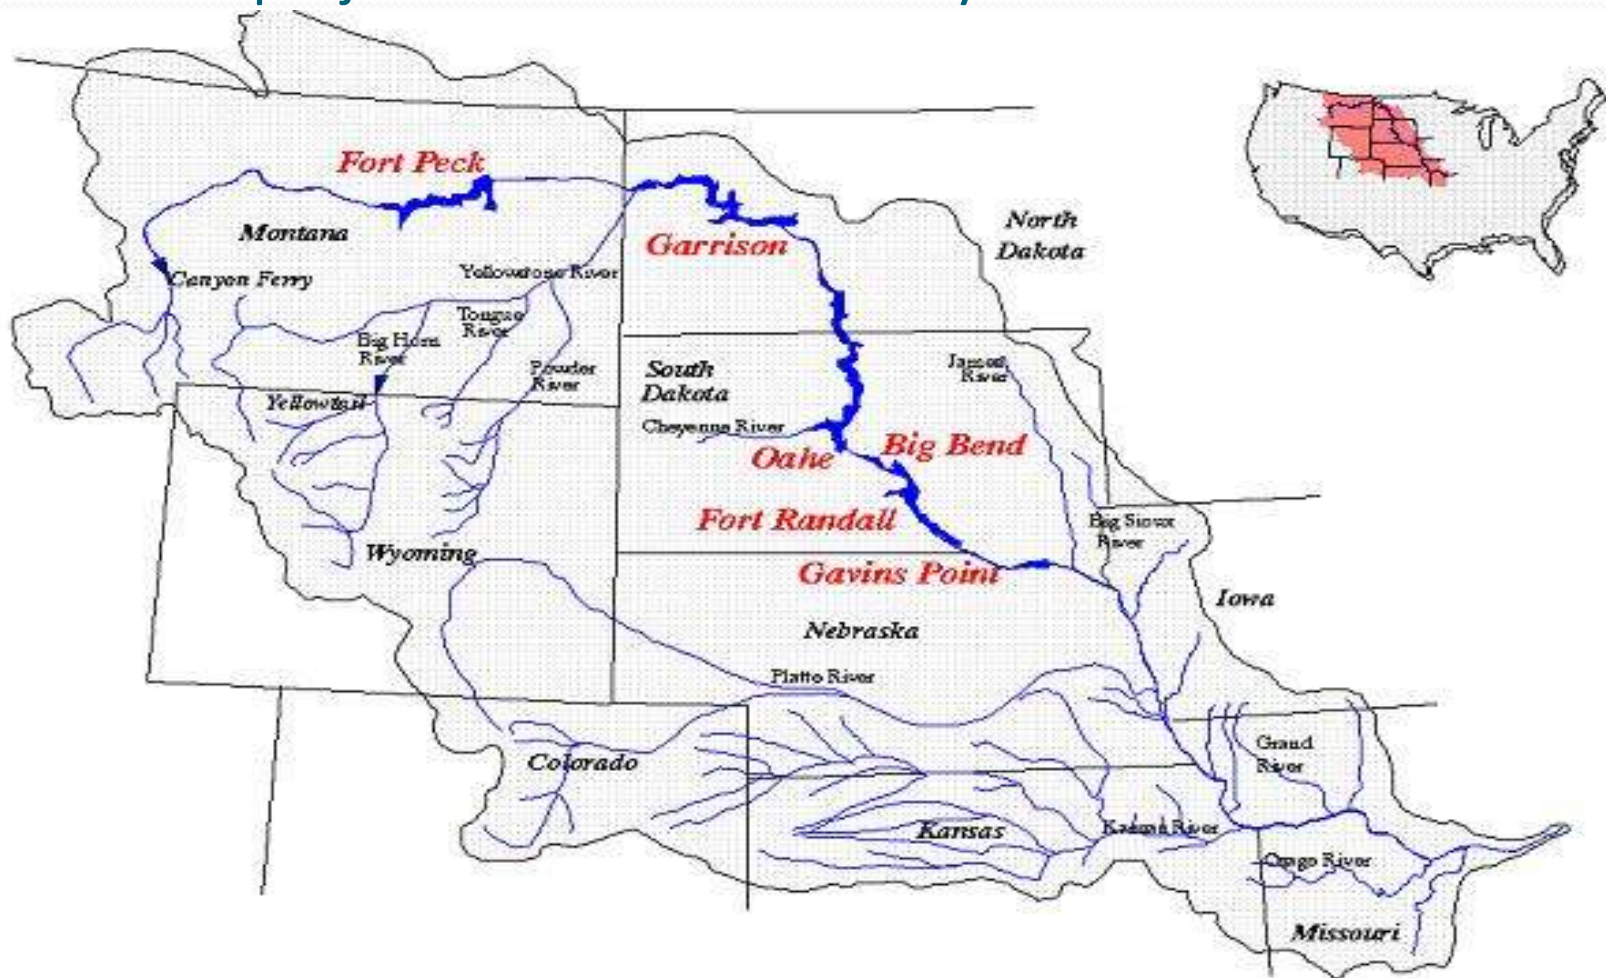 Fort Peck
Montana
Canyon Ferry
Garrison
North
Dakota
Yellowstone River
Tongue
River
Big Horn
River
Powder
River
Yellowtail
South
Dakota
James
River
Cheyenne River
Oahe
Big Bend
Fort Randall
Big Sioux
River
Wyoming
Gavins Point
Iowa
Nebraska
Platte River
Colorado
Grand
River
Kansas
Kansas River
Osage River
Missouri